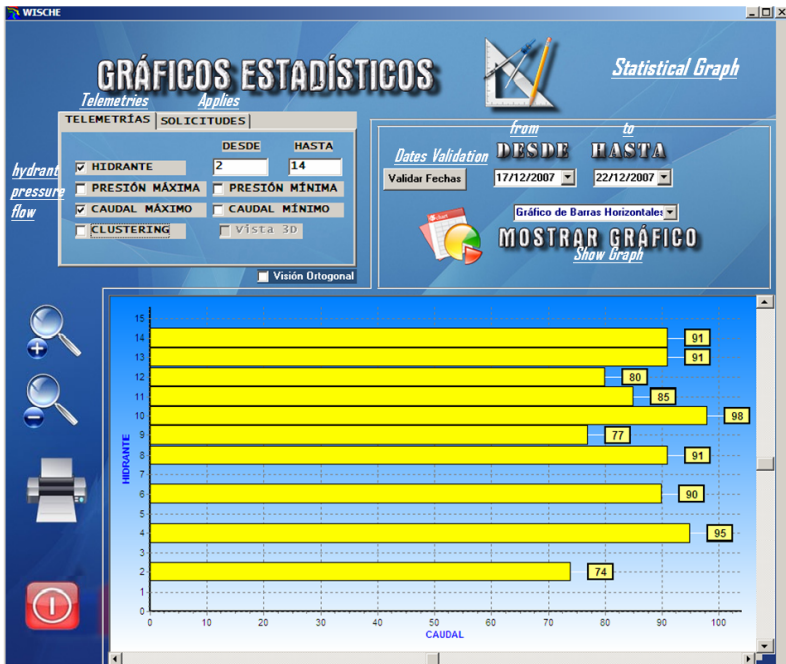 WISCHE
GRÁFICOS ESTADÍSTICOS
Statistical Graph
Telemetries Applies
TELEMETRÍAS SOLICITUDES
DESDE HASTA
hydrant
HIDRANTE 2 14
pressure
PRESIÓN MÁXIMA PRESIÓN MÍNIMA
flow
CAUDAL MÁXIMO CAUDAL MÍNIMO
CLUSTERING Vista 3D
Visión Ortogonal
from to
Dates Validation DESDE HASTA
Validar Fechas 17/12/2007 22/12/2007
Gráfico de Barras Horizontales
MOSTRAR GRÁFICO
Show Graph
15
14 91
13 91
12 80
11 85
10 98
9 77
8 91
7
6 90
5
4 95
3
2 74
1
0
HIDRANTE
0 10 20 30 40 50 60 70 80 90 100
CAUDAL